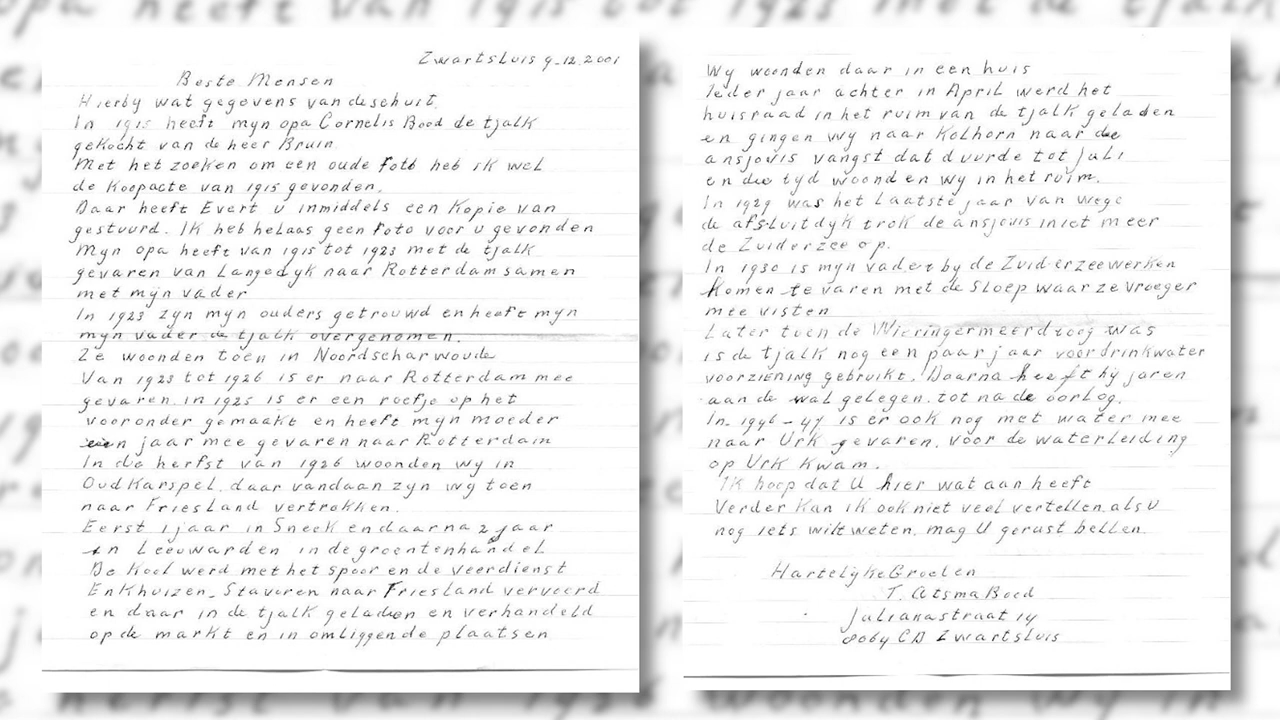 Zwartsluis 9-12.2001
Beste Mensen
Hierby wat gegevens van deschuit.
In 1915 heeft myn opa Cornelis Bood de tjalk
gekocht van de heer Bruin.
Met het zoeken om een oude foto heb ik wel
de Koopacte van 1915 gevonden.
Daar heeft Evert u inmiddels een Kopie van
gestuurd. Ik heb helaas geen foto voor u gevonden
Myn opa heeft van 1915 tot 1923 met de tjalk
gevaren van Langedyk naar Rotterdam samen
met mijn vader
In 1923 zyn myn ouders getrouwd en heeft myn
myn vader de tjalk overgenomen.
Ze woonden toen in Noordscharwoude
Van 1923 tot 1926 is er naar Rotterdam mee
gevaren. in 1925 is er een roefje op het
vooronder gemaakt en heeft myn moeder
een jaar mee gevaren naar Rotterdam
In de herfst van 1926 woonden wy in
Oud Karspel. daar vandaan zyn wy toen
naar Friesland vertrokken.
Eerst 1 jaar in Sneek en daarna 2 jaar
in Leeuwarden in de groentenhandel
De Kool werd met het spoor en de veerdienst
Enkhuizen, Stavoren naar Friesland vervoerd
en daar in de tjalk geladen en verhandeld
op de markt en in omliggende plaatsen
Wy woonden daar in een huis
Ieder jaar achter in April werd het
huisraad in het ruim van de tjalk geladen
en gingen wy naar Kolhorn naar de
ansjovis vangst dat duurde tot juli
en die tyd woonden wy in het ruim.
In 1929 was het laatste jaar van wege
de afsluitdyk trok de ansjovis iniet meer
de Zuiderzee op.
In 1930 is myn vader by de Zuiderzeewerken
Komen te varen met de Sloep waar ze vroeger
mee visten
Later toen de Wieringermeer droog was
is de tjalk nog een paar jaar voor drinkwater
voorziening gebruikt. Daarna heeft hy jaren
aan de wal gelegen. tot na de oorlog.
In 1946-47 is er ook nog met water mee
naar Urk gevaren. voor de waterleiding
op Urk kwam.
Ik hoop dat U hier wat aan heeft
Verder Kan ik ook niet veel vertellen. als U
nog iets wilt weten. mag U gerust bellen.
Hartelyke Groeten
T. Atsma Bood
Julianastraat 14
8064 CD Zwartsluis